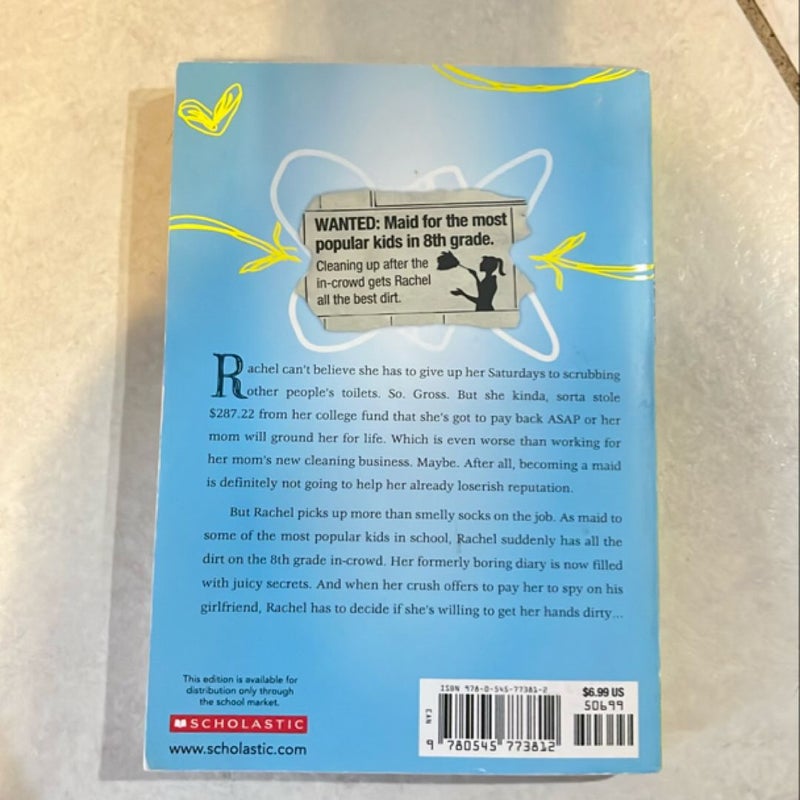 WANTED: Maid for the most
popular kids in 8th grade.
Cleaning up after the
in-crowd gets Rachel
all the best dirt.
Rachel can't believe she has to give up her Saturdays to scrubbing
other people's toilets. So. Gross. But she kinda, sorta stole
$287.22 from her college fund that she's got to pay back ASAP or her
mom will ground her for life. Which is even worse than working for
her mom's new cleaning business. Maybe. After all, becoming a maid
is definitely not going to help her already loserish reputation.
But Rachel picks up more than smelly socks on the job. As maid to
some of the most popular kids in school, Rachel suddenly has all the
dirt on the 8th grade in-crowd. Her formerly boring diary is now filled
with juicy secrets. And when her crush offers to pay her to spy on his
girlfriend, Rachel has to decide if she's willing to get her hands dirty...
This edition is available for
distribution only through
the school market.
SCHOLASTIC
www.scholastic.com
ISBN 978-0-545-77381-2
$6.99 US
50699
EAN
9 780545 773812